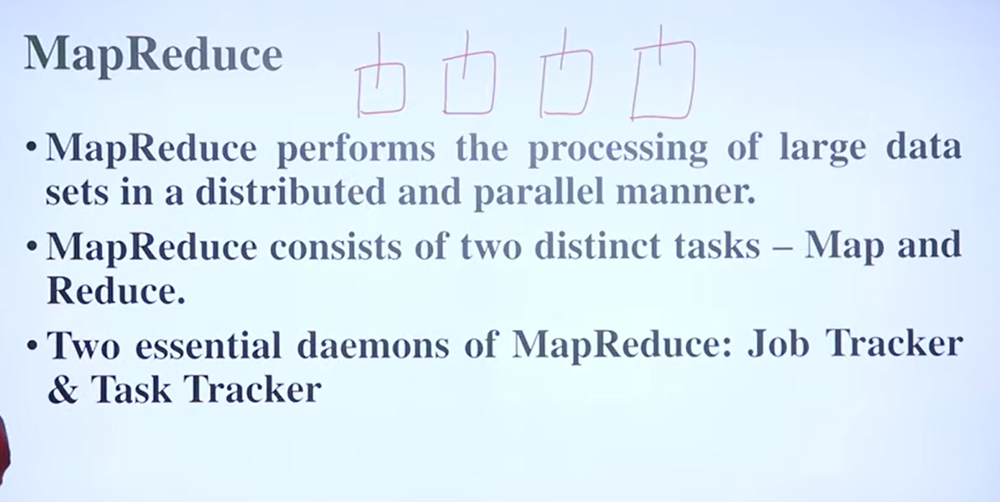 MapReduce
• MapReduce performs the processing of large data
sets in a distributed and parallel manner.
• MapReduce consists of two distinct tasks – Map and
Reduce.
• Two essential daemons of MapReduce: Job Tracker
& Task Tracker